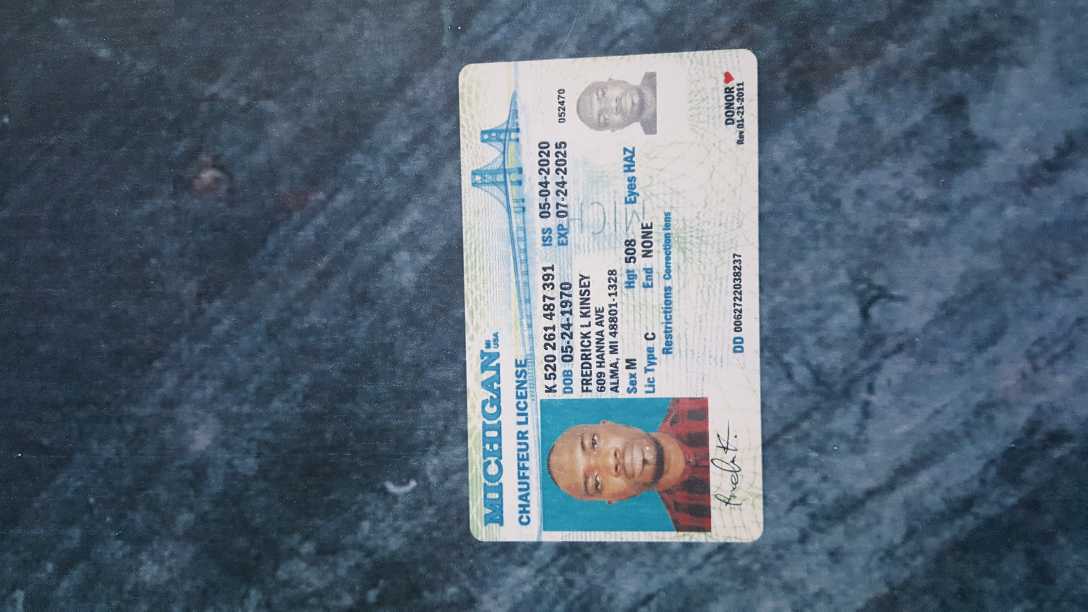 MICHIGAN MI USA
CHAUFFEUR LICENSE
K 520 261 487 391 ISS 05-04-2020
DOB 05-24-1970 EXP 07-24-2025
052470
FREDRICK L KINSEY
609 HANNA AVE
ALMA, MI 48801-1328
Sex M Hgt 508 Eyes HAZ
Lic Type C End NONE
Restrictions Correction lens
MICH
DD 0062722038237
DONOR
Rev 01-21-2011